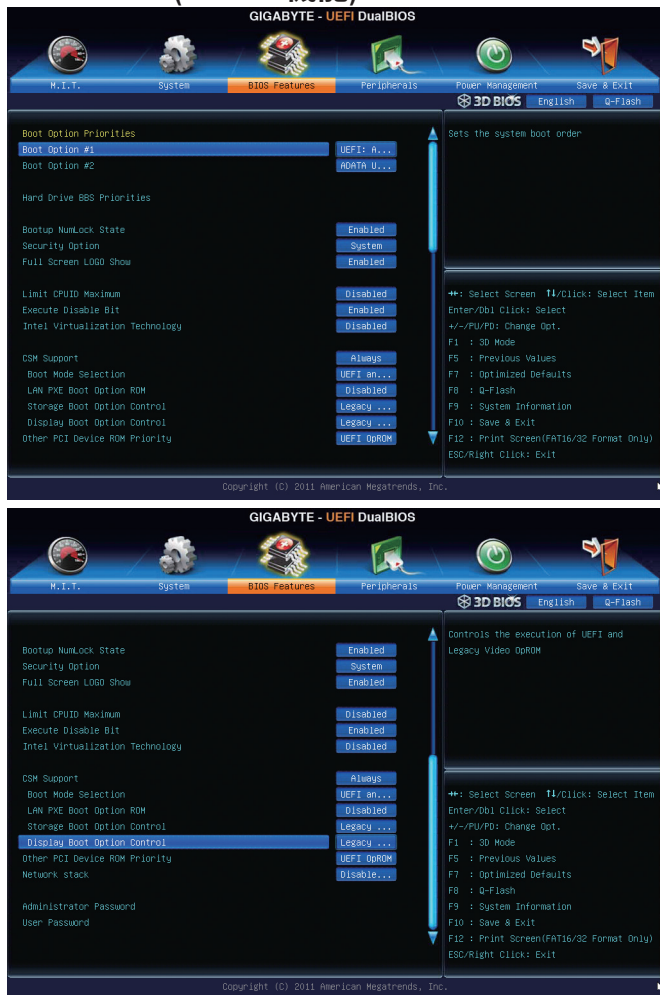 GIGABYTE - UEFI DualBIOS
M.I.T. System BIOS Features Peripherals Power Management Save & Exit
3D BIOS English Q-Flash
Boot Option Priorities
Boot Option #1 UEFI: A...
Boot Option #2 ADATA U...
Hard Drive BBS Priorities
Bootup NumLock State Enabled
Security Option System
Full Screen LOGO Show Enabled
Limit CPUID Maximum Disabled
Execute Disable Bit Enabled
Intel Virtualization Technology Disabled
CSM Support Always
Boot Mode Selection UEFI an...
LAN PXE Boot Option ROM Disabled
Storage Boot Option Control Legacy ...
Display Boot Option Control Legacy ...
Other PCI Device ROM Priority UEFI OpROM
Sets the system boot order
→←: Select Screen ↑↓/Click: Select Item
Enter/Dbl Click: Select
+/-/PU/PD: Change Opt.
F1 : 3D Mode
F5 : Previous Values
F7 : Optimized Defaults
F8 : Q-Flash
F9 : System Information
F10 : Save & Exit
F12 : Print Screen(FAT16/32 Format Only)
ESC/Right Click: Exit
Copyright (C) 2011 American Megatrends, Inc.
GIGABYTE - UEFI DualBIOS
M.I.T. System BIOS Features Peripherals Power Management Save & Exit
3D BIOS English Q-Flash
Bootup NumLock State Enabled
Security Option System
Full Screen LOGO Show Enabled
Limit CPUID Maximum Disabled
Execute Disable Bit Enabled
Intel Virtualization Technology Disabled
CSM Support Always
Boot Mode Selection UEFI an...
LAN PXE Boot Option ROM Disabled
Storage Boot Option Control Legacy ...
Display Boot Option Control Legacy ...
Other PCI Device ROM Priority UEFI OpROM
Network stack Disable...
Administrator Password
User Password
Controls the execution of UEFI and
Legacy Video OpROM
→←: Select Screen ↑↓/Click: Select Item
Enter/Dbl Click: Select
+/-/PU/PD: Change Opt.
F1 : 3D Mode
F5 : Previous Values
F7 : Optimized Defaults
F8 : Q-Flash
F9 : System Information
F10 : Save & Exit
F12 : Print Screen(FAT16/32 Format Only)
ESC/Right Click: Exit
Copyright (C) 2011 American Megatrends, Inc.